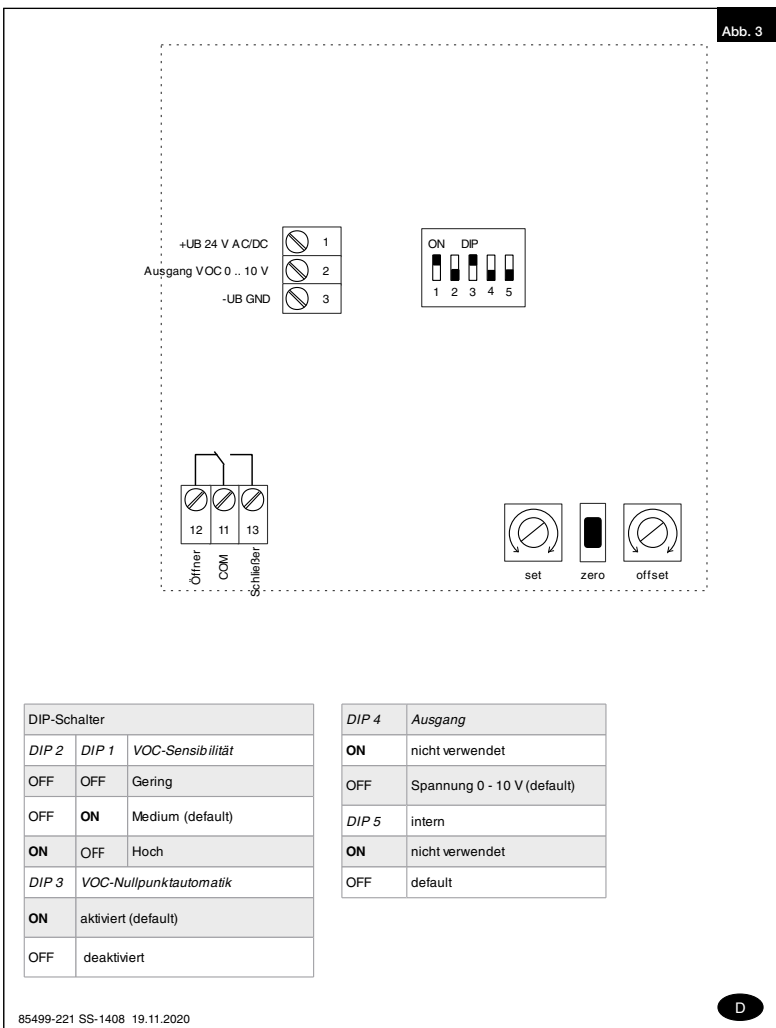 Abb. 3
+UB 24 V AC/DC 1
Ausgang VOC 0 .. 10 V 2
-UB GND 3
ON DIP
1 2 3 4 5
12 11 13
Öffner COM Schließer
set zero offset
DIP-Schalter
DIP 2 DIP 1 VOC-Sensibilität
OFF OFF Gering
OFF ON Medium (default)
ON OFF Hoch
DIP 3 VOC-Nullpunktautomatik
ON aktiviert (default)
OFF deaktiviert
DIP 4 Ausgang
ON nicht verwendet
OFF Spannung 0 - 10 V (default)
DIP 5 intern
ON nicht verwendet
OFF default
85499-221 SS-1408 19.11.2020
D